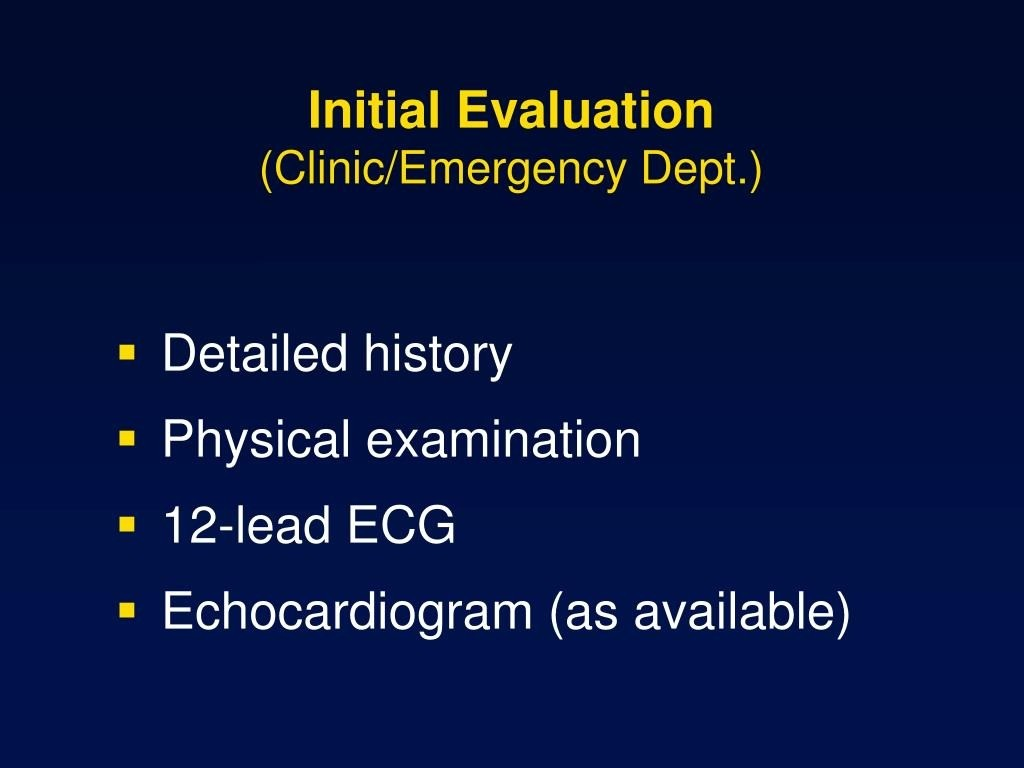 Initial Evaluation
(Clinic/Emergency Dept.)
▪ Detailed history
▪ Physical examination
▪ 12-lead ECG
▪ Echocardiogram (as available)